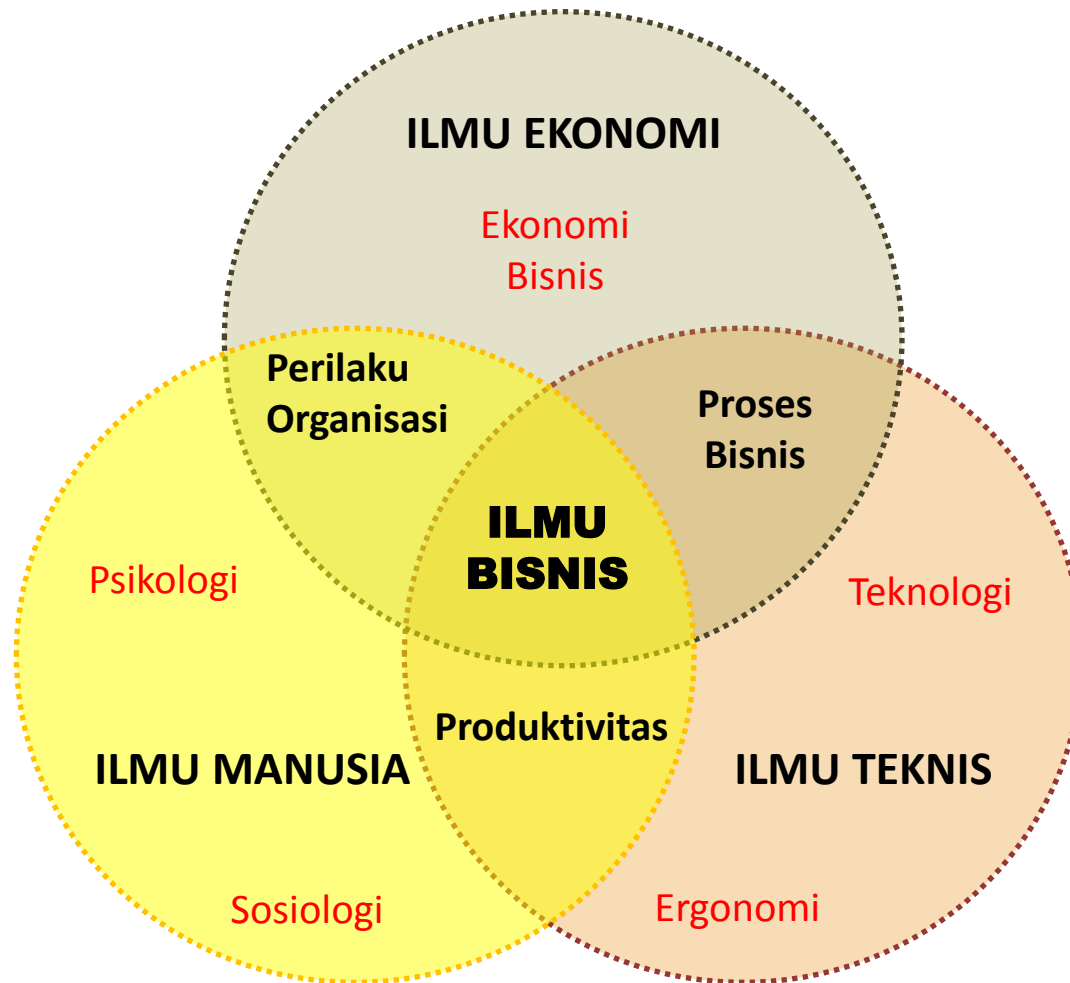 ILMU EKONOMI
Ekonomi
Bisnis
Perilaku
Organisasi
Proses
Bisnis
ILMU
BISNIS
Psikologi
Teknologi
Produktivitas
ILMU MANUSIA
ILMU TEKNIS
Sosiologi
Ergonomi